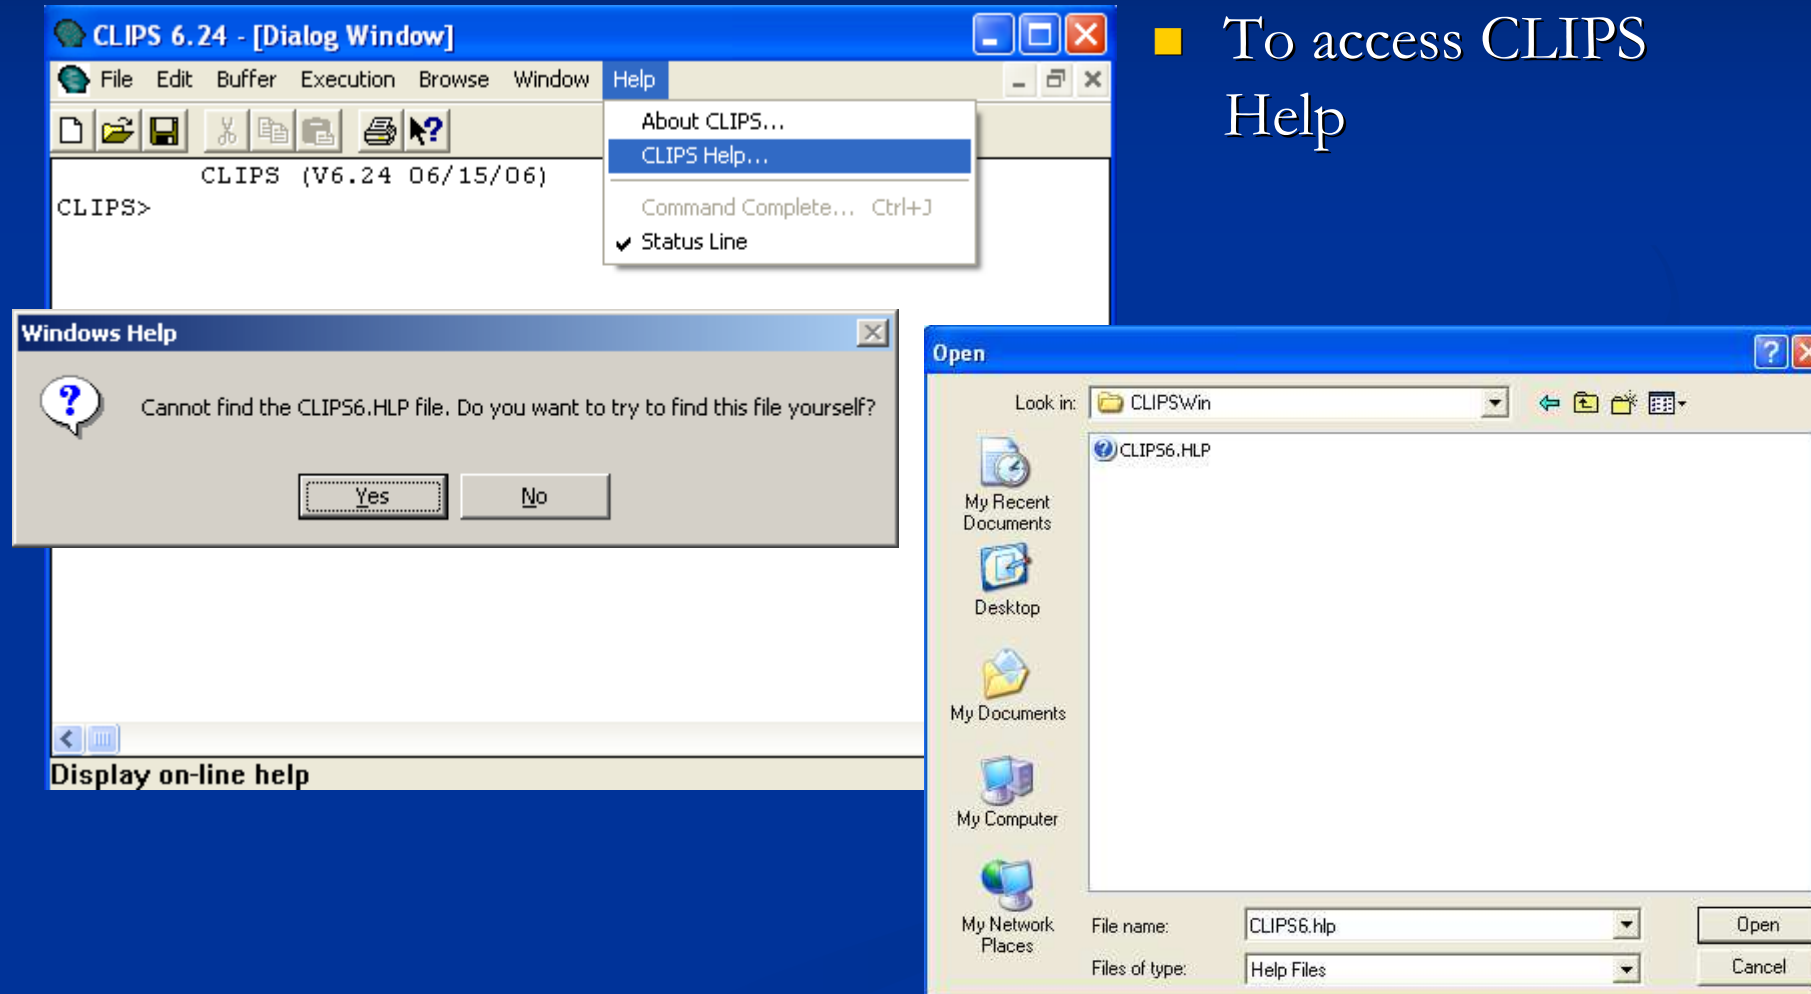 CLIPS 6.24 - [Dialog Window]
File Edit Buffer Execution Browse Window Help
About CLIPS...
CLIPS Help...
Command Complete... Ctrl+J
Status Line
CLIPS (V6.24 06/15/06)
CLIPS>
To access CLIPS
Help
Windows Help
Cannot find the CLIPS6.HLP file. Do you want to try to find this file yourself?
Yes No
Display on-line help
Open
Look in: CLIPSWin
CLIPS6.HLP
My Recent
Documents
Desktop
My Documents
My Computer
My Network
Places
File name: CLIPS6.hlp Open
Files of type: Help Files Cancel